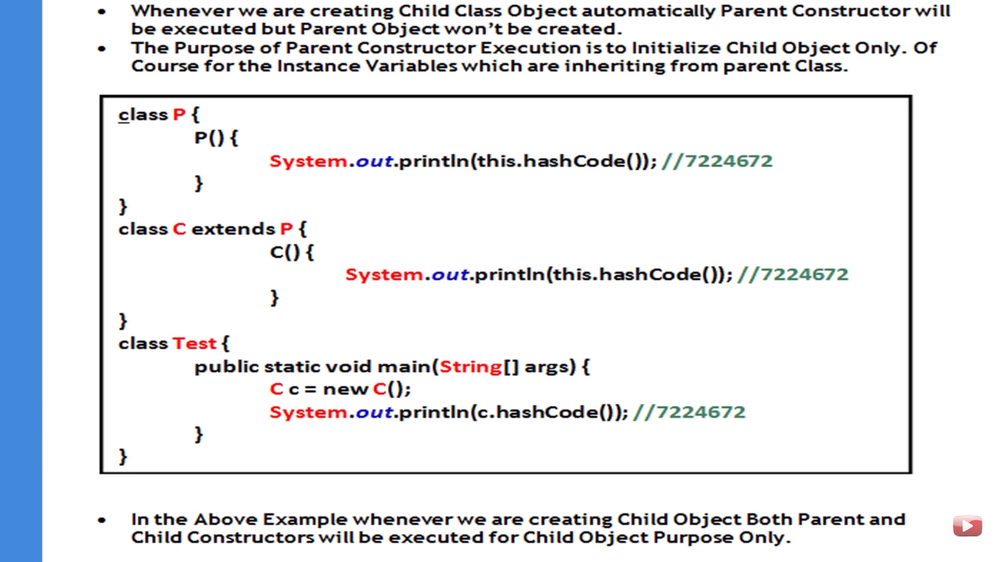 • Whenever we are creating Child Class Object automatically Parent Constructor will
be executed but Parent Object won’t be created.
• The Purpose of Parent Constructor Execution is to Initialize Child Object Only. Of
Course for the Instance Variables which are inheriting from parent Class.
class P {
P() {
System.out.println(this.hashCode()); //7224672
}
}
class C extends P {
C() {
System.out.println(this.hashCode()); //7224672
}
}
class Test {
public static void main(String[] args) {
C c = new C();
System.out.println(c.hashCode()); //7224672
}
}
• In the Above Example whenever we are creating Child Object Both Parent and
Child Constructors will be executed for Child Object Purpose Only.